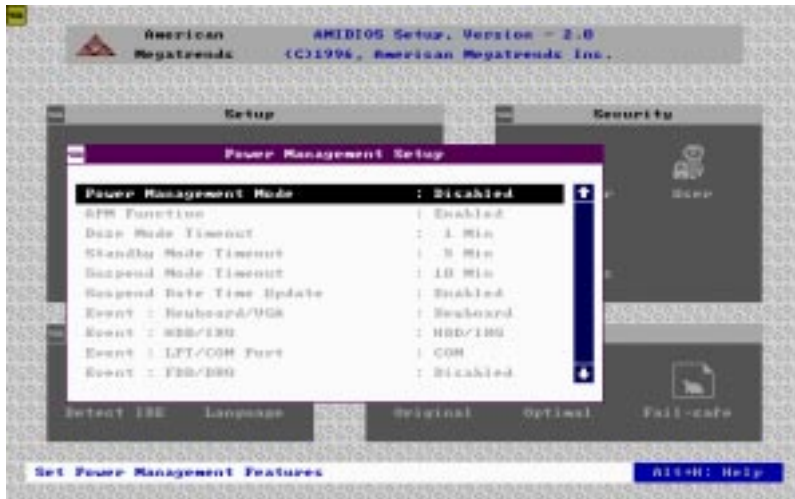 American
Megatrends
AMIBIOS Setup, Version - 2.0
(C)1996, American Megatrends Inc.
Setup
Security
Power Management Setup
Power Management Mode : Disabled
APM Function : Enabled
Doze Mode Timeout : 1 Min
Standby Mode Timeout : 5 Min
Suspend Mode Timeout : 10 Min
Suspend Date Time Update : Enabled
Event : Keyboard/VGA : Keyboard
Event : HDD/IRQ : HDD/IRQ
Event : LPT/COM Port : COM
Event : FDD/DRQ : Disabled
User
Detect IDE
Language
Original
Optimal
Fail-safe
Set Power Management Features
Alt+H: Help